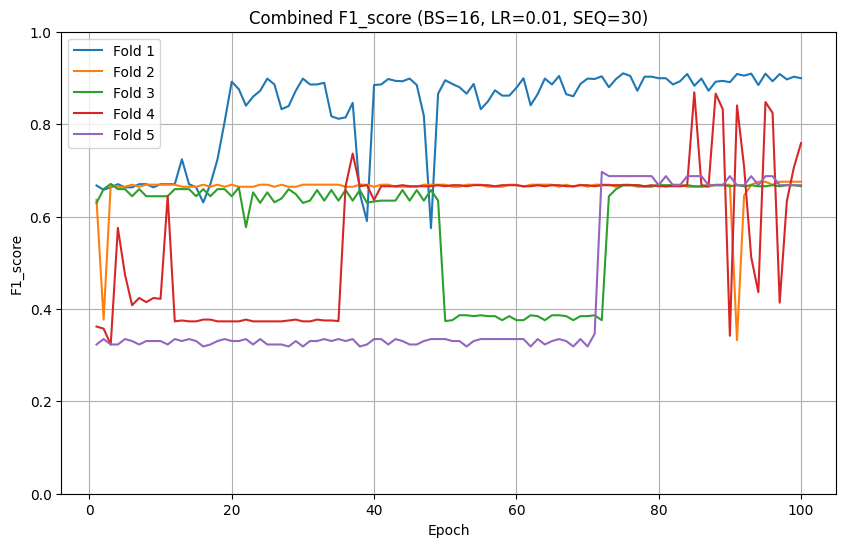 Combined F1_score (BS=16, LR=0.01, SEQ=30)
Fold 1
Fold 2
Fold 3
Fold 4
Fold 5
F1_score
1.0
0.8
0.6
0.4
0.2
0.0
0 20 40 60 80 100
Epoch